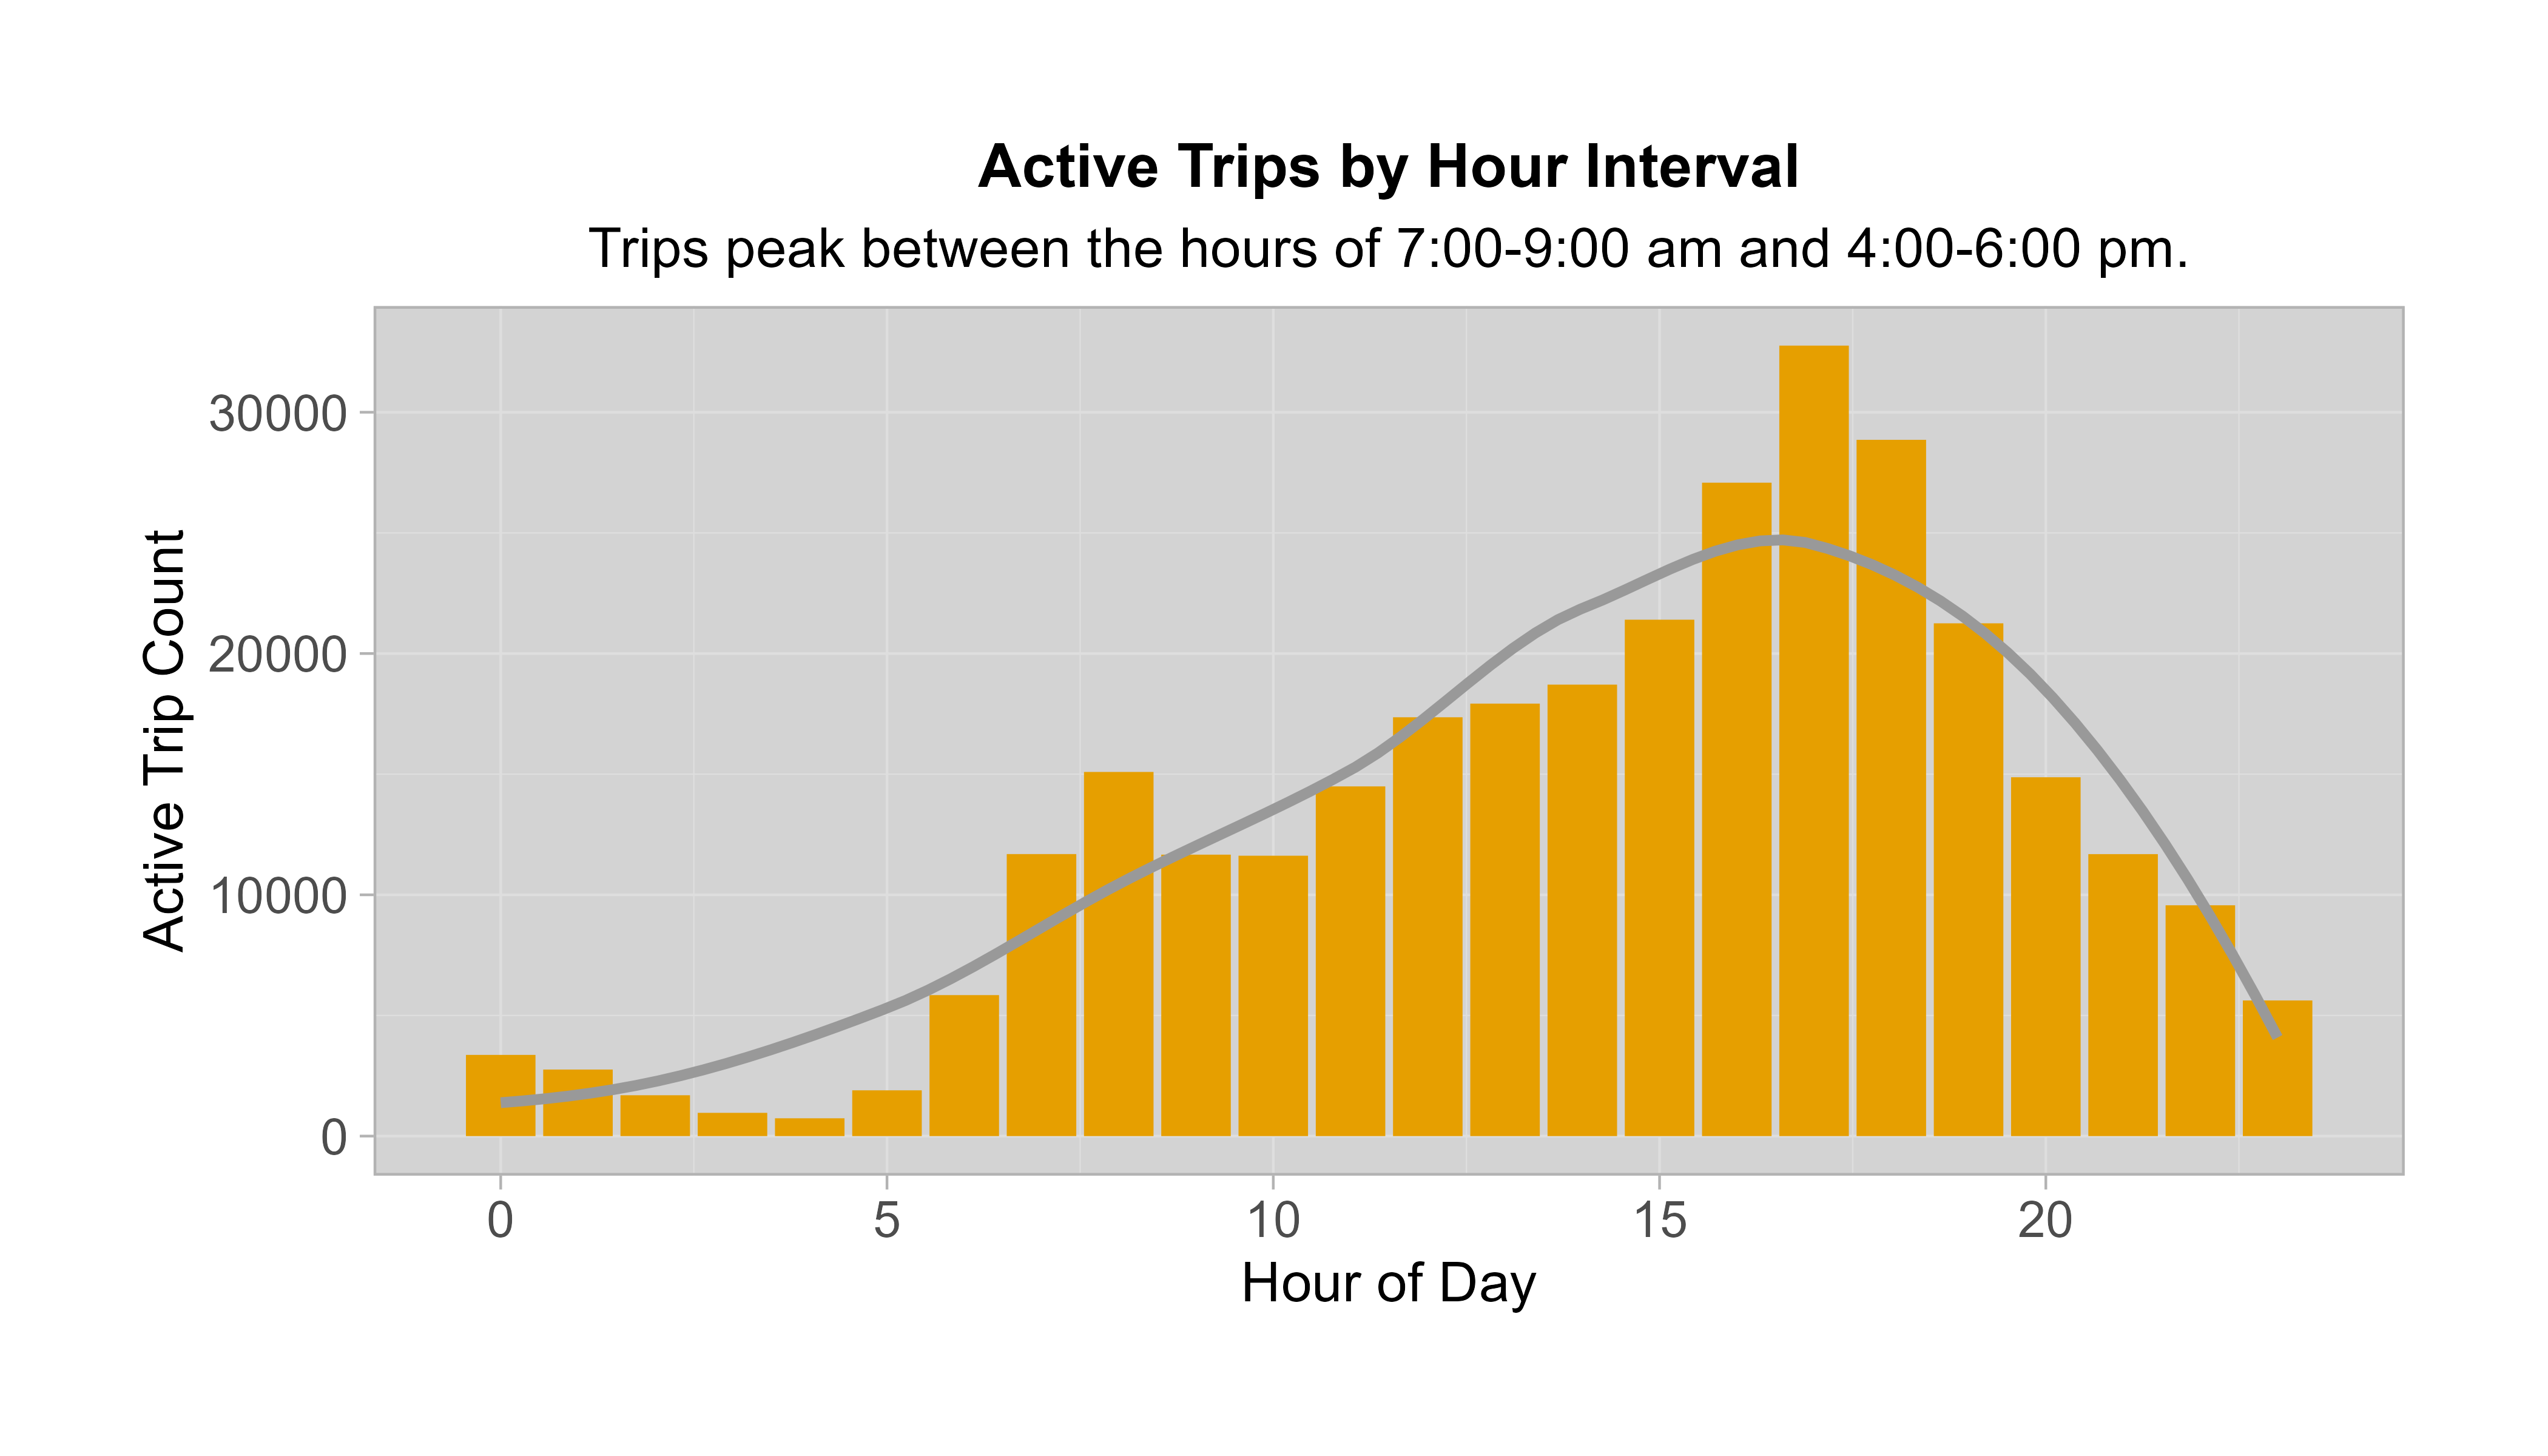 Active Trips by Hour Interval
Trips peak between the hours of 7:00-9:00 am and 4:00-6:00 pm.
Active Trip Count
30000
20000
10000
0
0 5 10 15 20
Hour of Day